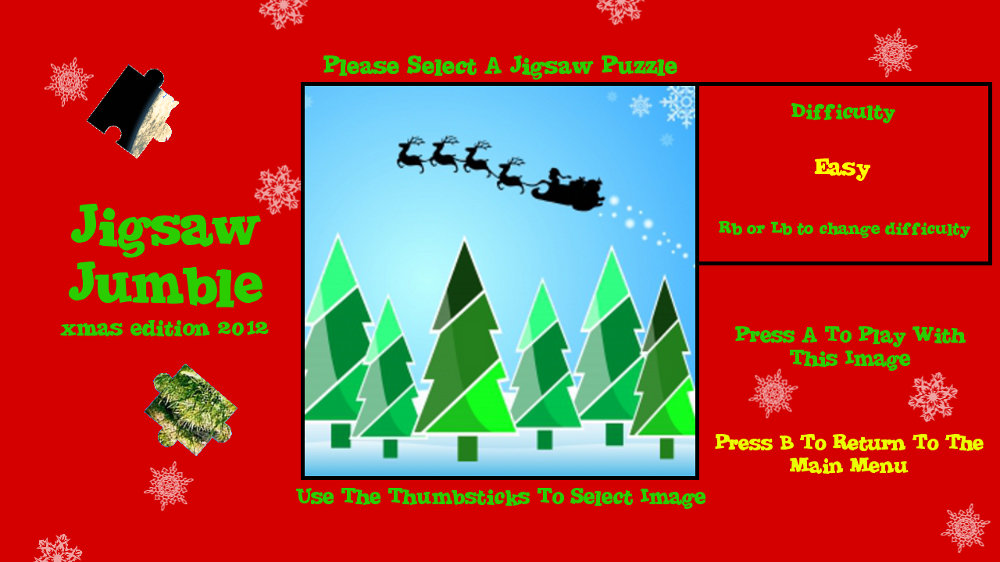 Please Select A Jigsaw Puzzle
Jigsaw
Jumble
xmas edition 2012
Difficulty
Easy
Rb or Lb to change difficulty
Press A To Play With
This Image
Press B To Return To The
Main Menu
Use The Thumbsticks To Select Image